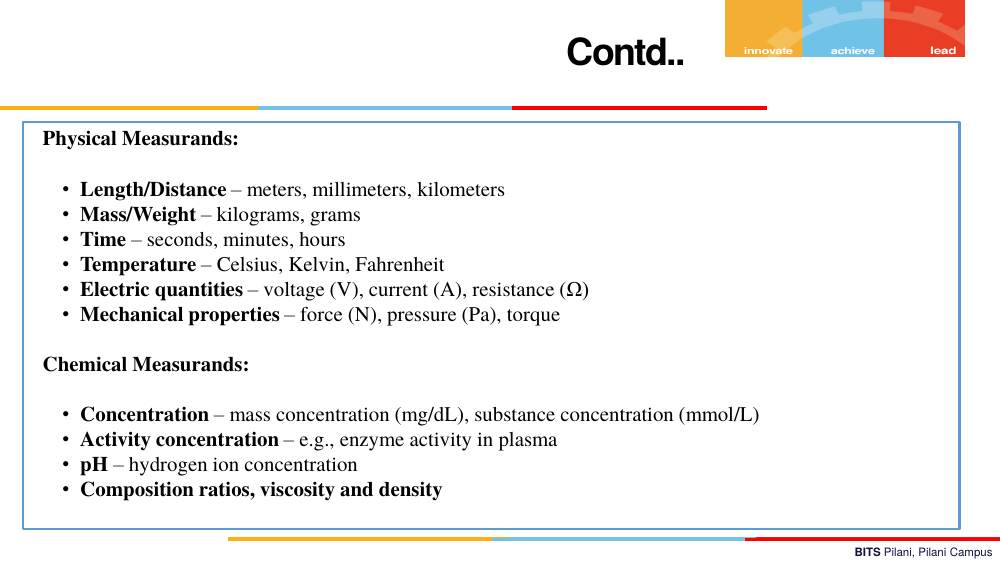 Contd..
innovate achieve lead
Physical Measurands:
• Length/Distance – meters, millimeters, kilometers
• Mass/Weight – kilograms, grams
• Time – seconds, minutes, hours
• Temperature – Celsius, Kelvin, Fahrenheit
• Electric quantities – voltage (V), current (A), resistance (Ω)
• Mechanical properties – force (N), pressure (Pa), torque
Chemical Measurands:
• Concentration – mass concentration (mg/dL), substance concentration (mmol/L)
• Activity concentration – e.g., enzyme activity in plasma
• pH – hydrogen ion concentration
• Composition ratios, viscosity and density
BITS Pilani, Pilani Campus